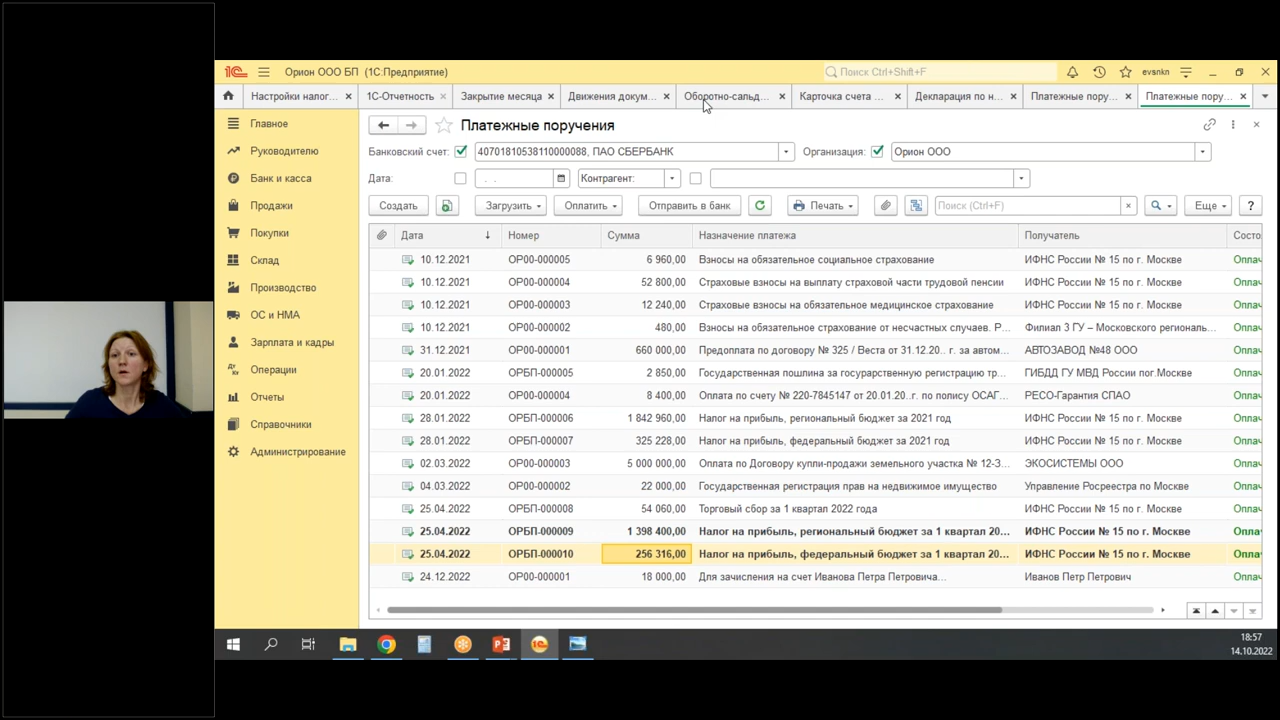 1С Орион ООО БП (1С:Предприятие) Поиск Ctrl+Shift+F evsnkn
Настройки налог... 1С-Отчетность Закрытие месяца Движения докум... Оборотно-сальд... Карточка счета ... Декларация по н... Платежные пору... Платежные пору...
Главное
Руководителю
Банк и касса
Продажи
Покупки
Склад
Производство
ОС и НМА
Зарплата и кадры
Операции
Отчеты
Справочники
Администрирование
Платежные поручения
Банковский счет: 40701810538110000088, ПАО СБЕРБАНК Организация: Орион ООО
Дата: . . Контрагент:
Создать Загрузить Оплатить Отправить в банк Печать Поиск (Ctrl+F) × Еще ?
Дата Номер Сумма Назначение платежа Получатель Состо
10.12.2021 ОР00-000005 6 960,00 Взносы на обязательное социальное страхование ИФНС России № 15 по г. Москве Оплач
10.12.2021 ОР00-000004 52 800,00 Страховые взносы на выплату страховой части трудовой пенсии ИФНС России № 15 по г. Москве Оплач
10.12.2021 ОР00-000003 12 240,00 Страховые взносы на обязательное медицинское страхование ИФНС России № 15 по г. Москве Оплач
10.12.2021 ОР00-000002 480,00 Взносы на обязательное страхование от несчастных случаев. Р... Филиал 3 ГУ – Московского региональ... Оплач
31.12.2021 ОР00-000001 660 000,00 Предоплата по договору № 325 / Веста от 31.12.20.. г. за автом... АВТОЗАВОД №48 ООО Оплач
20.01.2022 ОРБП-000005 2 850,00 Государственная пошлина за госурарственную регистрацию тр... ГИБДД ГУ МВД России пог.Москве Оплач
20.01.2022 ОРБП-000004 8 400,00 Оплата по счету № 220-7845147 от 20.01.20..г. по полису ОСАГ... РЕСО-Гарантия СПАО Оплач
28.01.2022 ОРБП-000006 1 842 960,00 Налог на прибыль, региональный бюджет за 2021 год ИФНС России № 15 по г. Москве Оплач
28.01.2022 ОРБП-000007 325 228,00 Налог на прибыль, федеральный бюджет за 2021 год ИФНС России № 15 по г. Москве Оплач
02.03.2022 ОР00-000003 5 000 000,00 Оплата по Договору купли-продажи земельного участка № 12-3... ЭКОСИСТЕМЫ ООО Оплач
04.03.2022 ОР00-000002 22 000,00 Государственная регистрация прав на недвижимое имущество Управление Росреестра по Москве Оплач
25.04.2022 ОРБП-000008 54 060,00 Торговый сбор за 1 квартал 2022 года ИФНС России № 15 по г. Москве Оплач
25.04.2022 ОРБП-000009 1 398 400,00 Налог на прибыль, региональный бюджет за 1 квартал 20... ИФНС России № 15 по г. Москве Опла
25.04.2022 ОРБП-000010 256 316,00 Налог на прибыль, федеральный бюджет за 1 квартал 20... ИФНС России № 15 по г. Москве Опла
24.12.2022 ОР00-000001 18 000,00 Для зачисления на счет Иванова Петра Петровича... Иванов Петр Петрович Оплач
18:57
14.10.2022